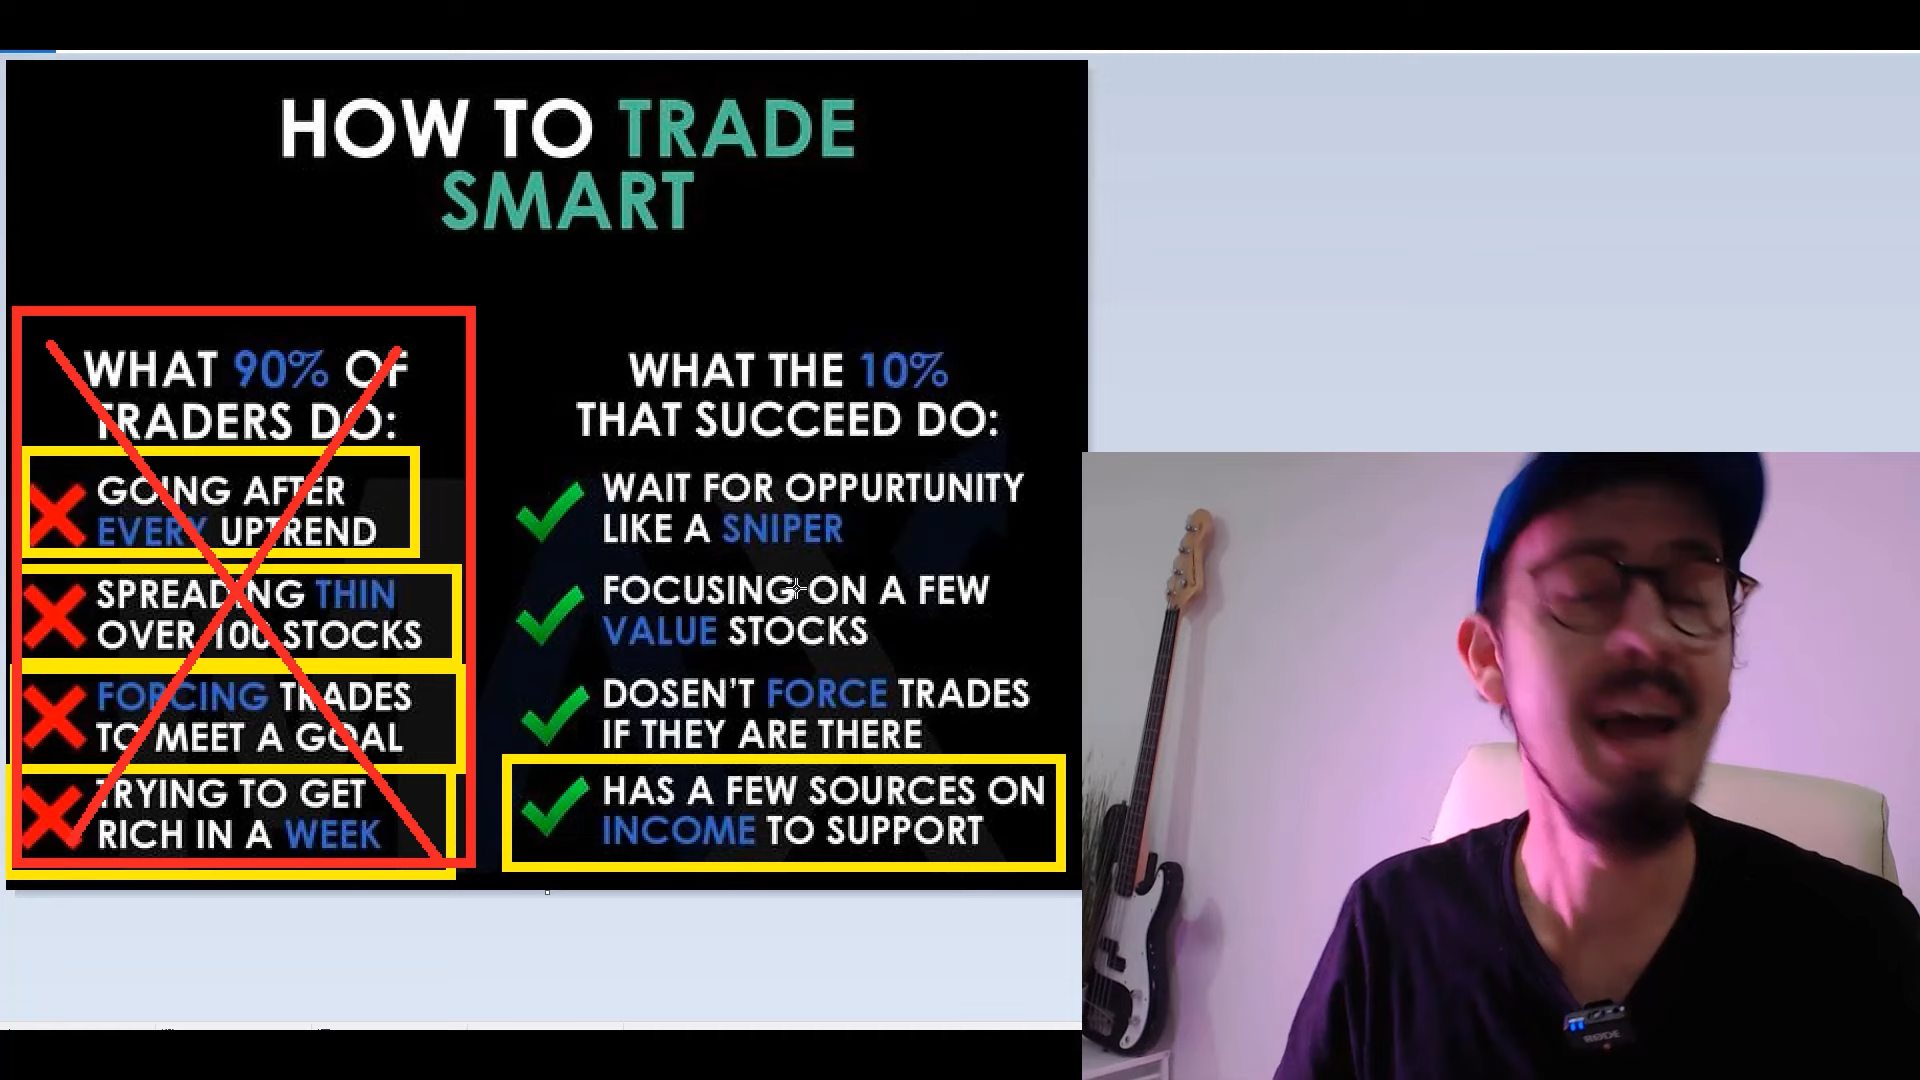 HOW TO TRADE
SMART
WHAT 90% OF
TRADERS DO:
GOING AFTER
EVERY UPTREND
SPREADING THIN
OVER 100 STOCKS
FORCING TRADES
TO MEET A GOAL
TRYING TO GET
RICH IN A WEEK
WHAT THE 10%
THAT SUCCEED DO:
WAIT FOR OPPURTUNITY
LIKE A SNIPER
FOCUSING ON A FEW
VALUE STOCKS
DOSEN'T FORCE TRADES
IF THEY ARE THERE
HAS A FEW SOURCES ON
INCOME TO SUPPORT
RØDE